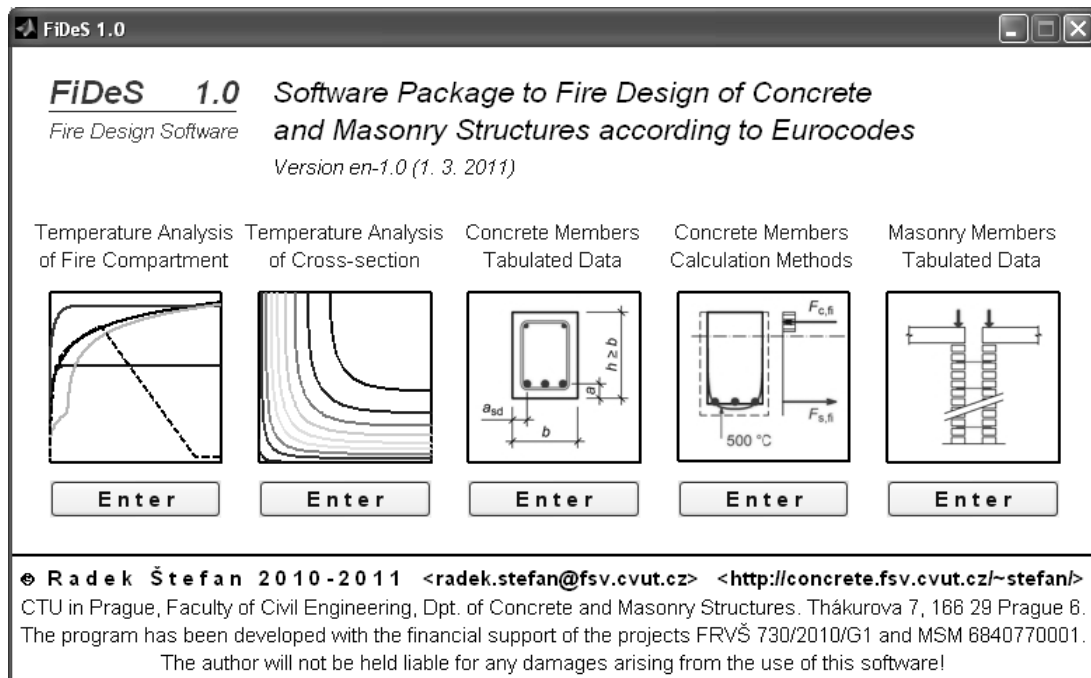 FiDeS 1.0
FiDeS 1.0
Fire Design Software
Software Package to Fire Design of Concrete
and Masonry Structures according to Eurocodes
Version en-1.0 (1. 3. 2011)
Temperature Analysis
of Fire Compartment
Temperature Analysis
of Cross-section
Concrete Members
Tabulated Data
Concrete Members
Calculation Methods
Masonry Members
Tabulated Data
h ≥ b
a
asd
b
Fc,fi
Fs,fi
500 °C
Enter
Enter
Enter
Enter
Enter
© Radek Štefan 2010-2011 <radek.stefan@fsv.cvut.cz> <http://concrete.fsv.cvut.cz/~stefan/>
CTU in Prague, Faculty of Civil Engineering, Dpt. of Concrete and Masonry Structures. Thákurova 7, 166 29 Prague 6.
The program has been developed with the financial support of the projects FRVŠ 730/2010/G1 and MSM 6840770001.
The author will not be held liable for any damages arising from the use of this software!